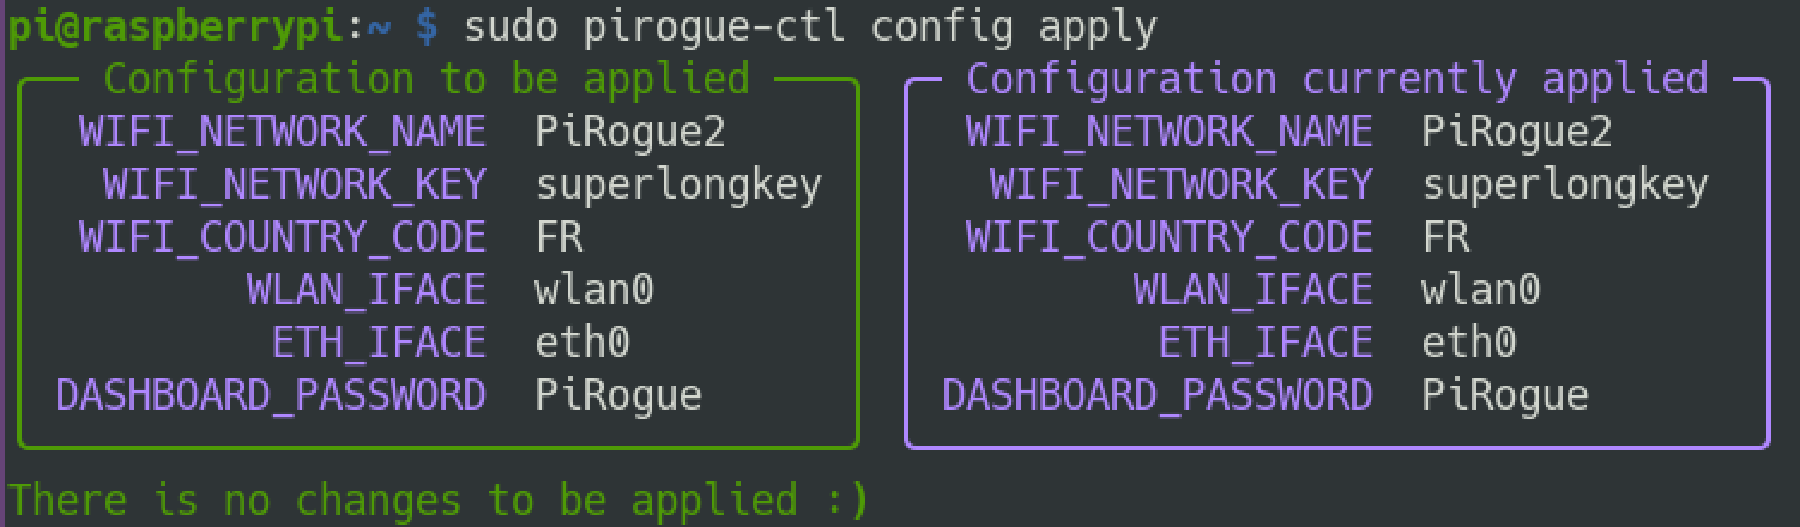 pi@raspberrypi:~ $ sudo pirogue-ctl config apply
Configuration to be applied
WIFI_NETWORK_NAME PiRogue2
WIFI_NETWORK_KEY superlongkey
WIFI_COUNTRY_CODE FR
WLAN_IFACE wlan0
ETH_IFACE eth0
DASHBOARD_PASSWORD PiRogue
Configuration currently applied
WIFI_NETWORK_NAME PiRogue2
WIFI_NETWORK_KEY superlongkey
WIFI_COUNTRY_CODE FR
WLAN_IFACE wlan0
ETH_IFACE eth0
DASHBOARD_PASSWORD PiRogue
There is no changes to be applied :)